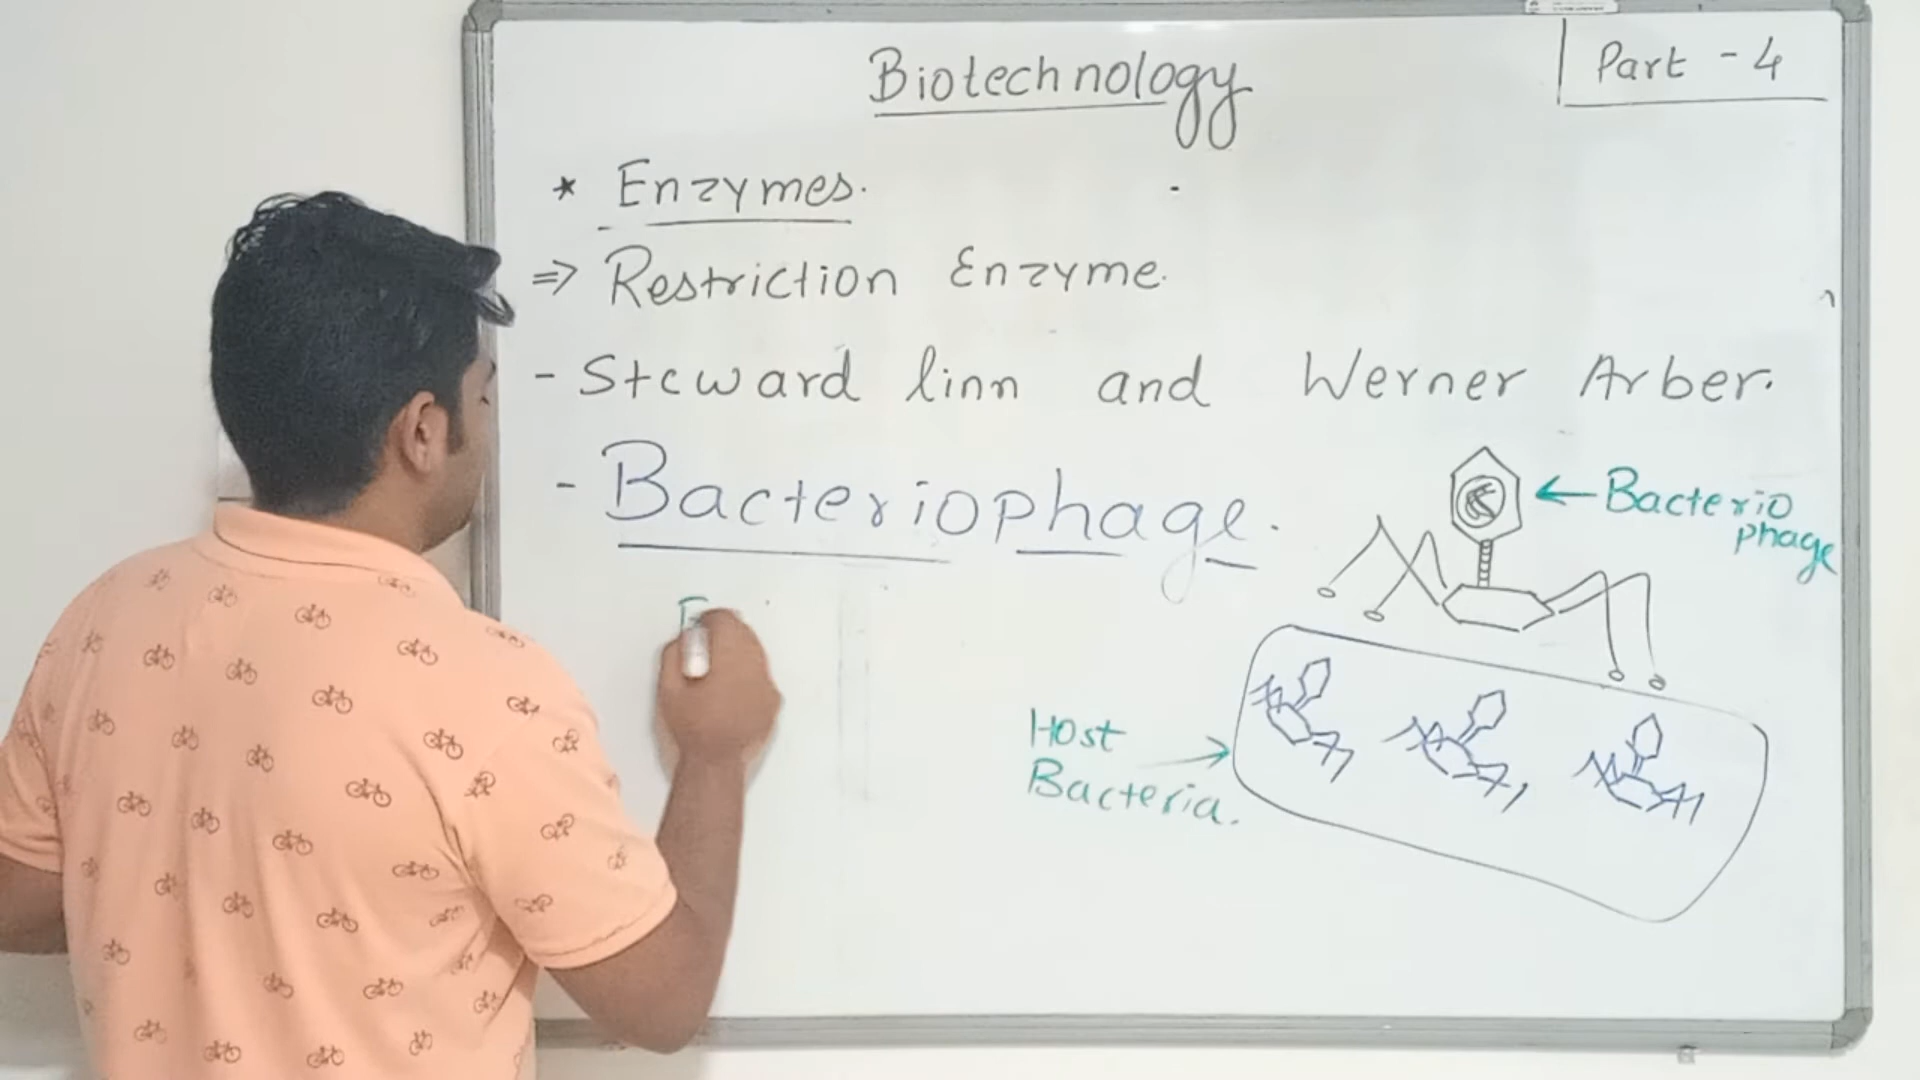 Biotechnology
Part - 4
* Enzymes.
⇒ Restriction Enzyme.
- Steward linn and Werner Arber.
- Bacteriophage.
← Bacterio
phage
Host
Bacteria.